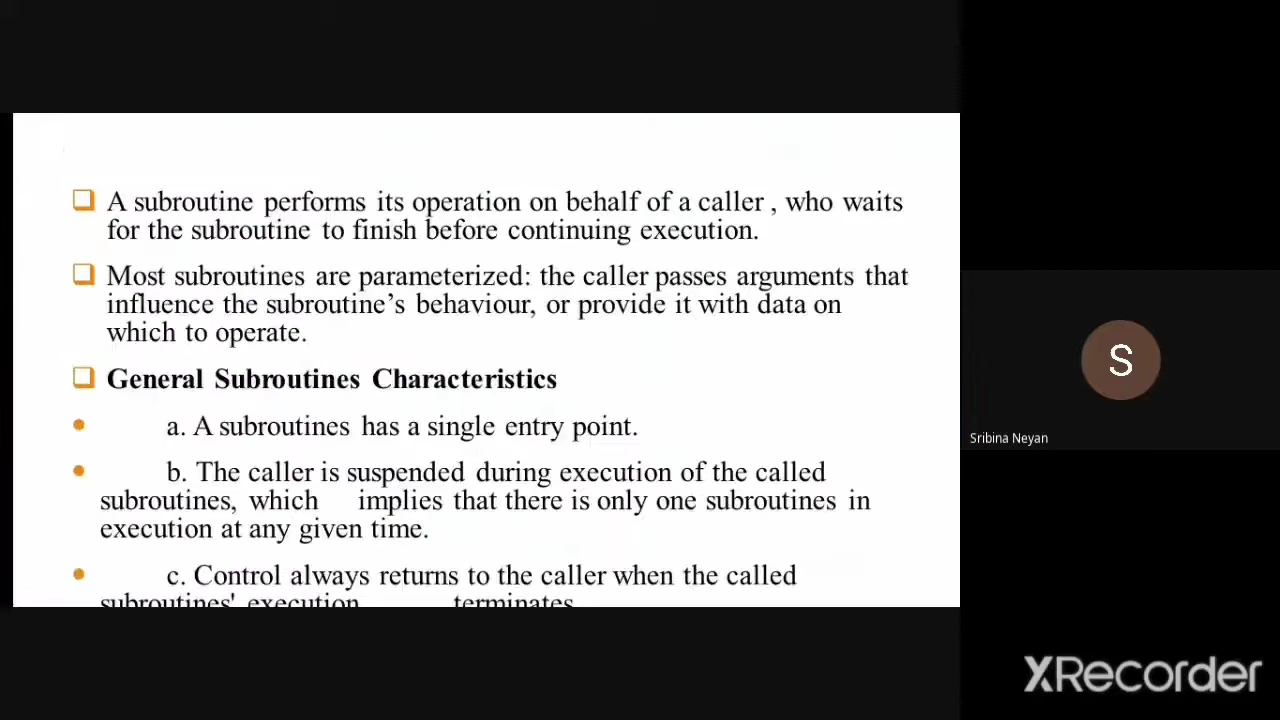 A subroutine performs its operation on behalf of a caller , who waits
for the subroutine to finish before continuing execution.
Most subroutines are parameterized: the caller passes arguments that
influence the subroutine’s behaviour, or provide it with data on
which to operate.
General Subroutines Characteristics
a. A subroutines has a single entry point.
b. The caller is suspended during execution of the called
subroutines, which implies that there is only one subroutines in
execution at any given time.
c. Control always returns to the caller when the called
subroutines' execution terminates
S
Sribina Neyan
XRecorder